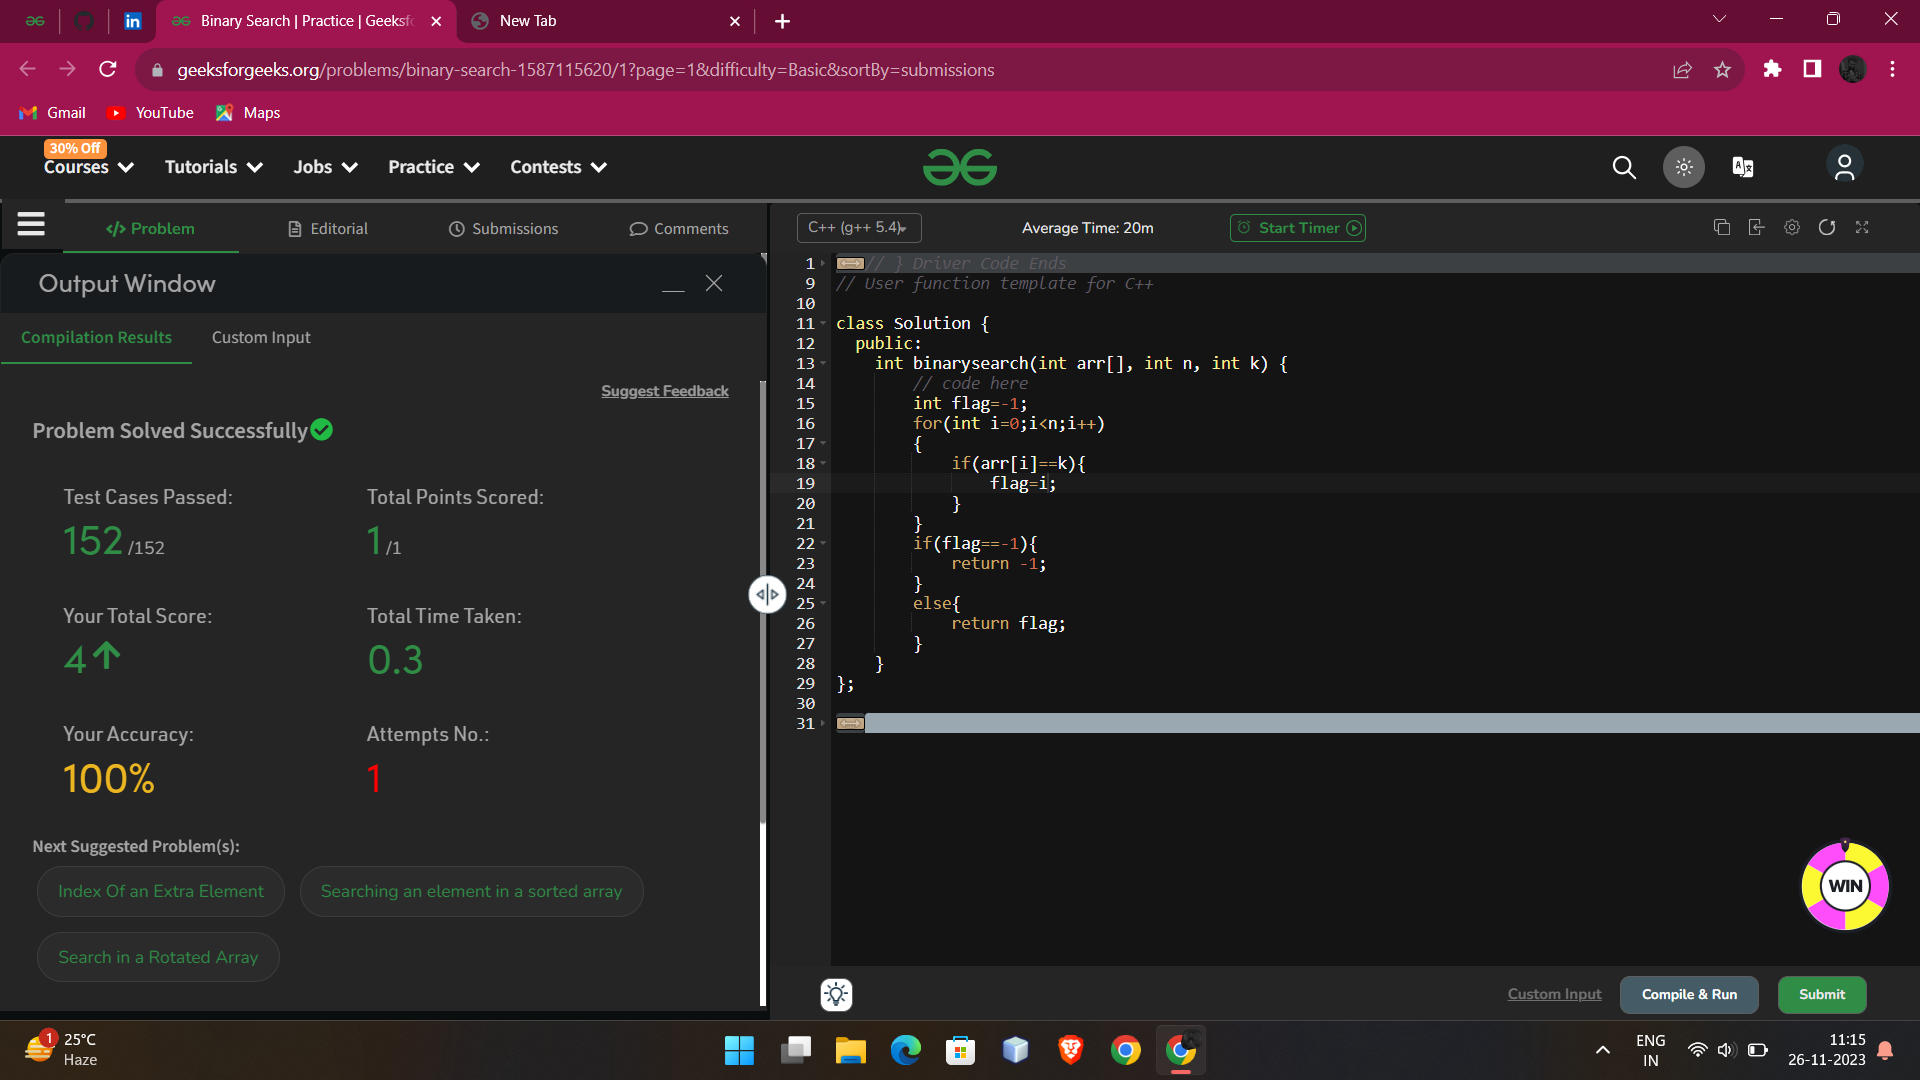 Binary Search | Practice | Geeksf
New Tab
geeksforgeeks.org/problems/binary-search-1587115620/1?page=1&difficulty=Basic&sortBy=submissions
Gmail
YouTube
Maps
30% Off
Courses
Tutorials
Jobs
Practice
Contests
</> Problem
Editorial
Submissions
Comments
C++ (g++ 5.4)
Average Time: 20m
Start Timer
Output Window
Compilation Results
Custom Input
Suggest Feedback
Problem Solved Successfully
Test Cases Passed:
Total Points Scored:
152 /152
1 /1
Your Total Score:
Total Time Taken:
4
0.3
Your Accuracy:
Attempts No.:
100%
1
Next Suggested Problem(s):
Index Of an Extra Element
Searching an element in a sorted array
Search in a Rotated Array
1 // } Driver Code Ends
9 // User function template for C++
10
11 class Solution {
12 public:
13 int binarysearch(int arr[], int n, int k) {
14 // code here
15 int flag=-1;
16 for(int i=0;i<n;i++)
17 {
18 if(arr[i]==k){
19 flag=i;
20 }
21 }
22 if(flag==-1){
23 return -1;
24 }
25 else{
26 return flag;
27 }
28 }
29 };
30
31
WIN
Custom Input
Compile & Run
Submit
1
25°C
Haze
ENG
IN
11:15
26-11-2023